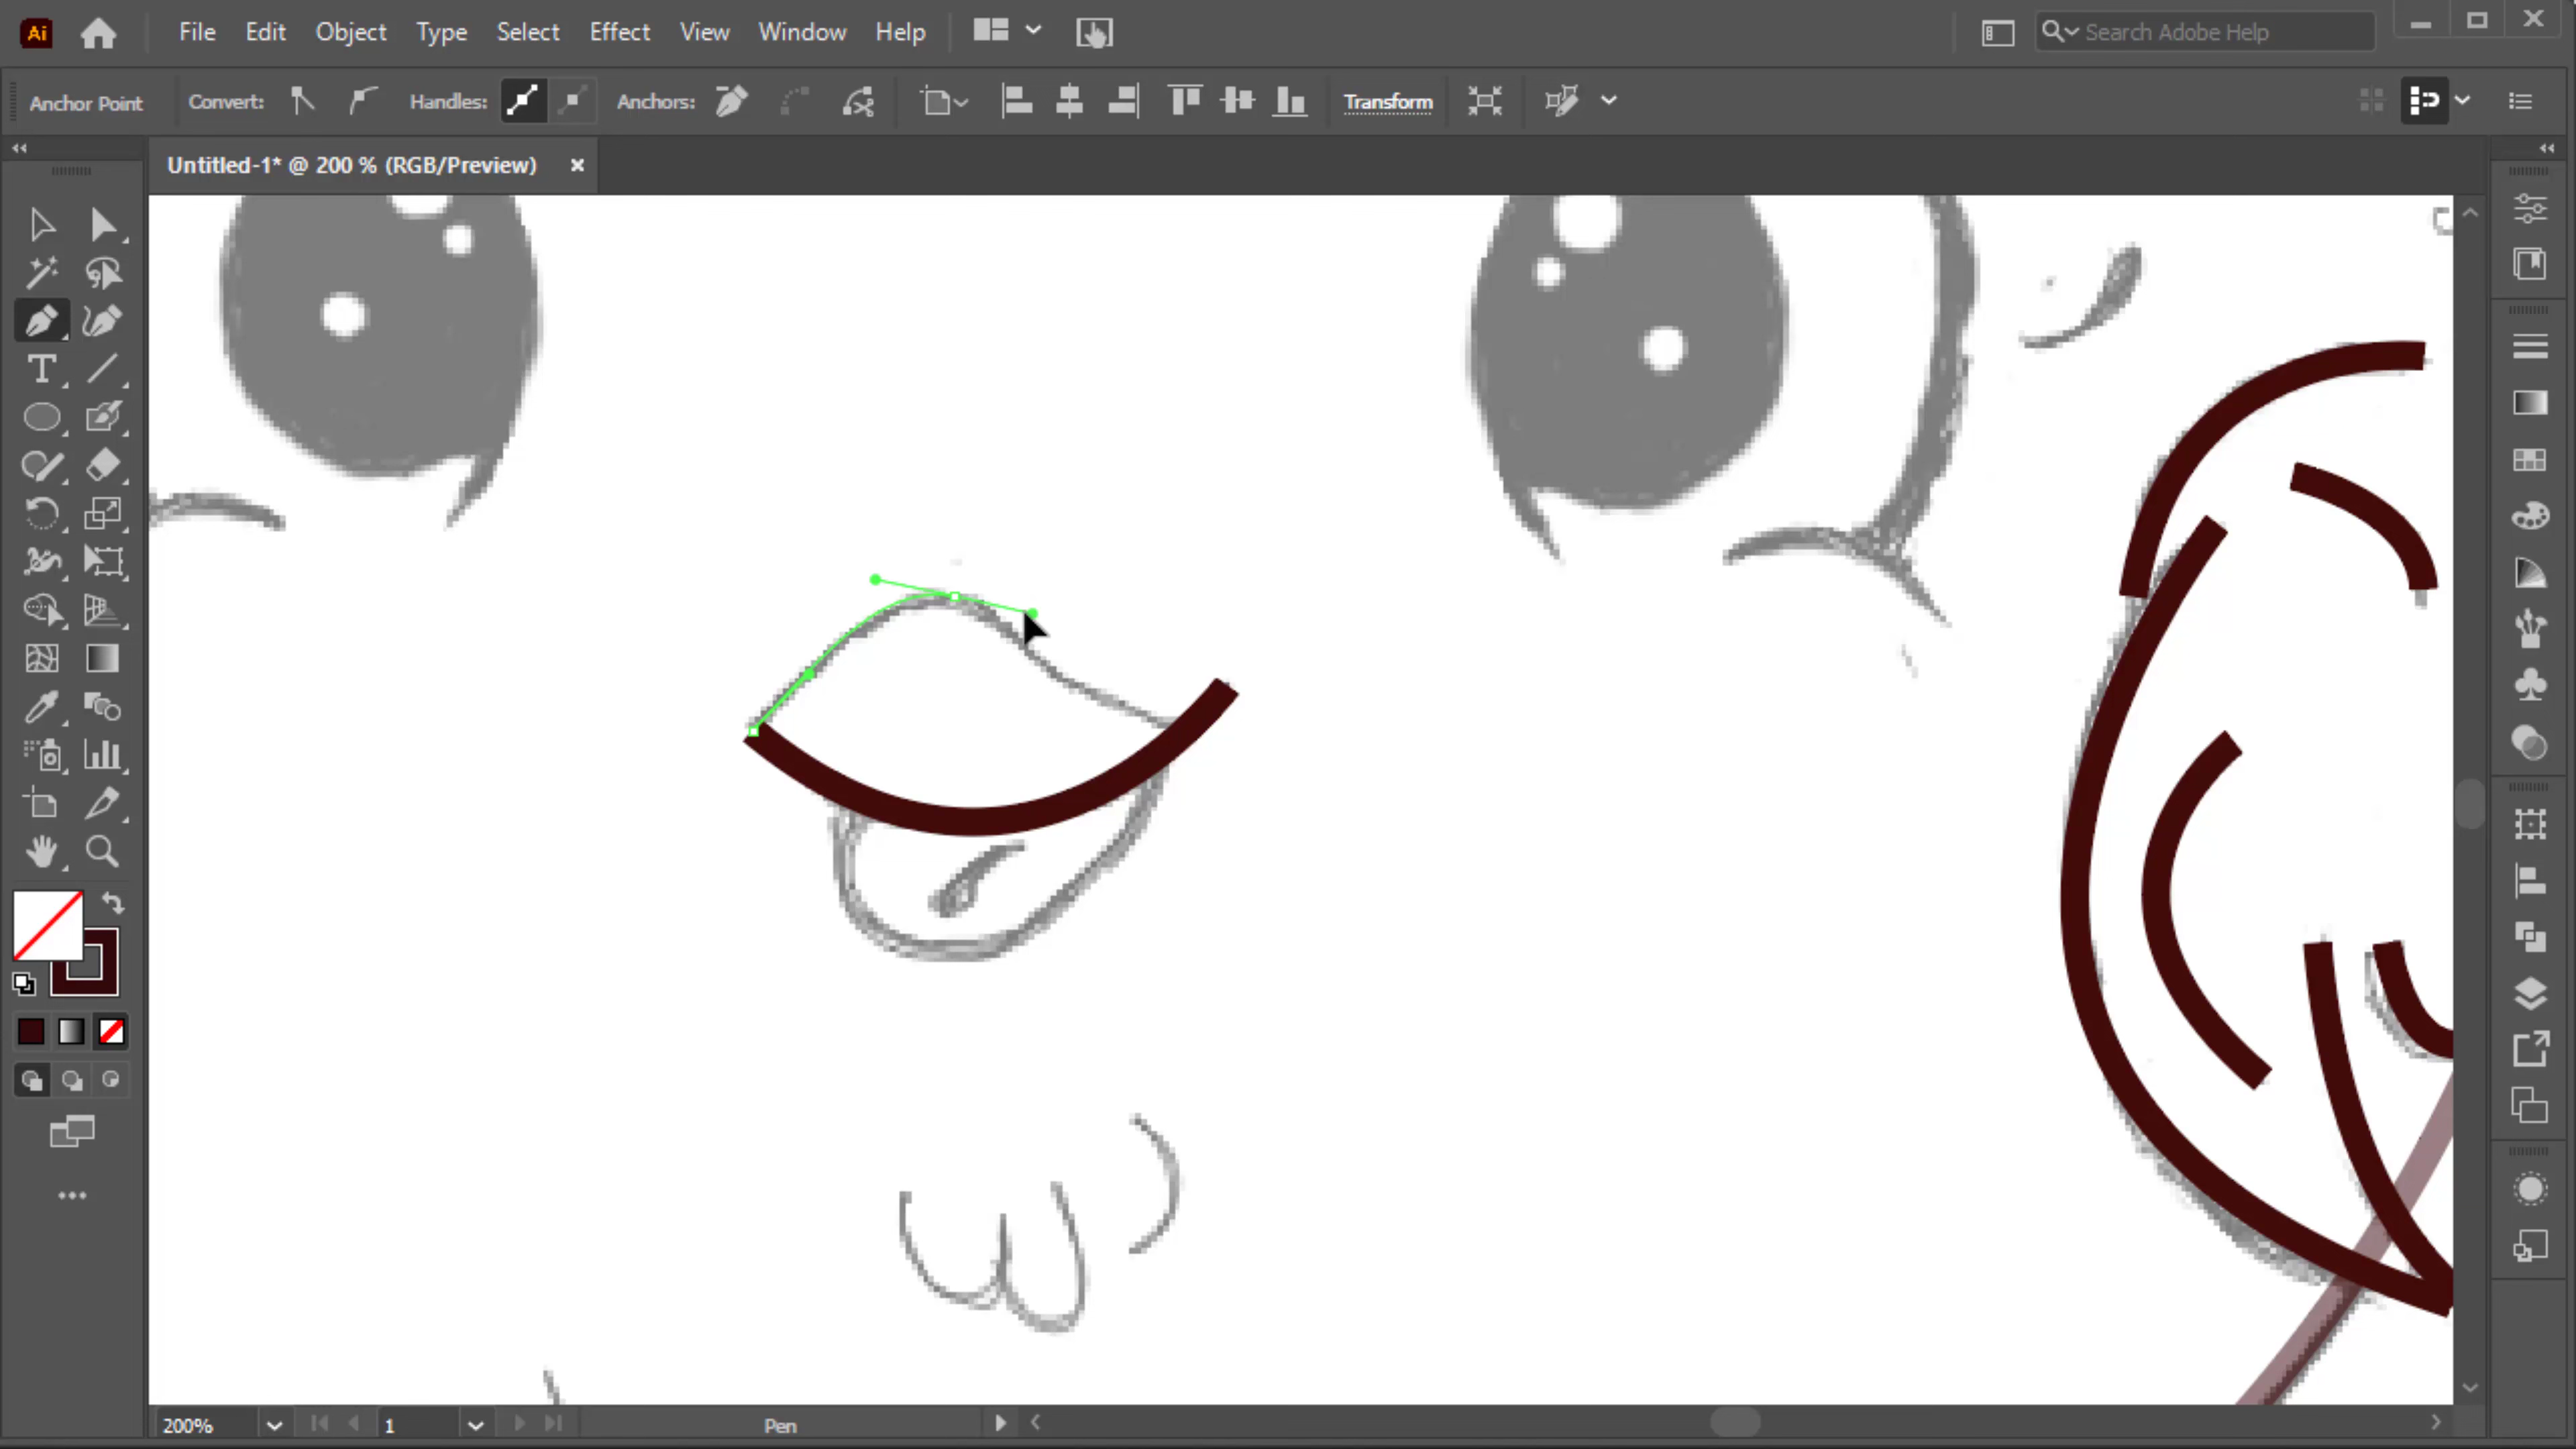 Ai File Edit Object Type Select Effect View Window Help Search Adobe Help
Anchor Point Convert: Handles: Anchors: Transform
Untitled-1* @ 200 % (RGB/Preview)
T
200% 1 Pen